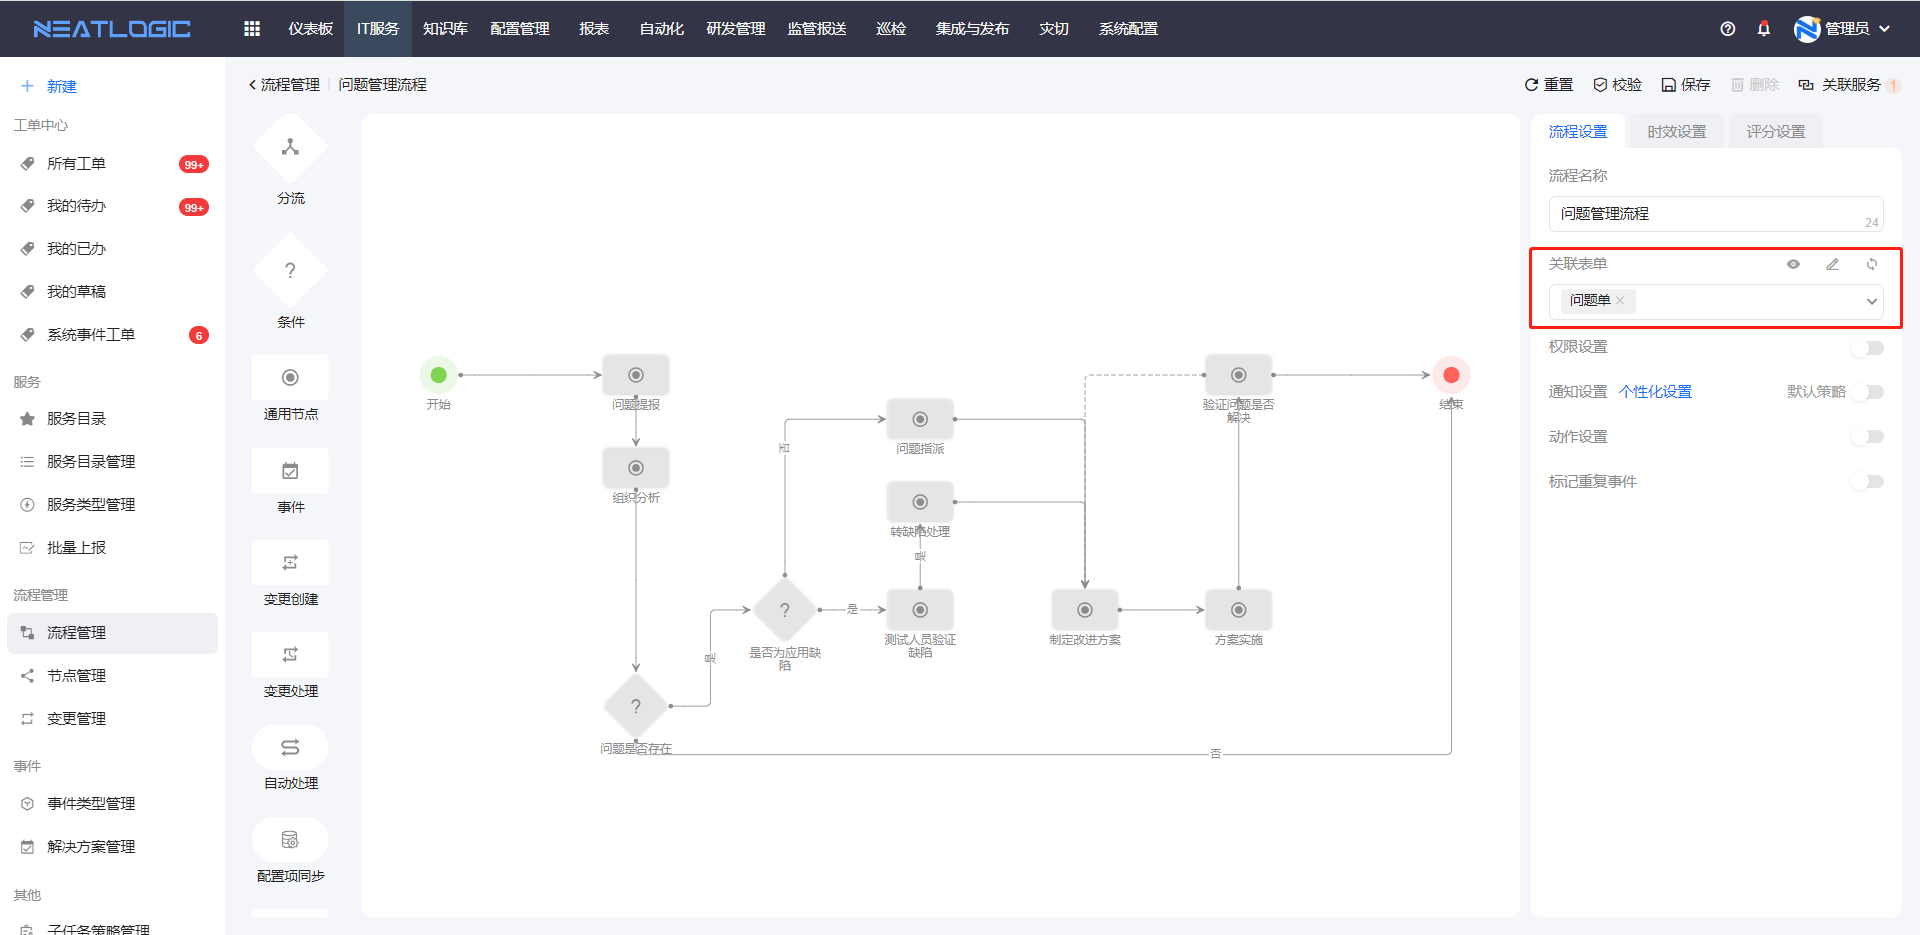 NEATLOGIC
仪表板
IT服务
知识库
配置管理
报表
自动化
研发管理
监管报送
巡检
集成与发布
灾切
系统配置
管理员
新建
工单中心
所有工单
99+
我的待办
99+
我的已办
我的草稿
系统事件工单
6
服务
服务目录
服务目录管理
服务类型管理
批量上报
流程管理
流程管理
节点管理
变更管理
事件
事件类型管理
解决方案管理
其他
子任务策略管理
流程管理
问题管理流程
重置
校验
保存
删除
关联服务
1
分流
?
条件
通用节点
事件
变更创建
变更处理
自动处理
配置项同步
开始
问题提报
组织分析
?
问题是否存在
是
否
?
是否为应用缺
陷
否
是
问题指派
转缺陷处理
是
测试人员验证
缺陷
制定改进方案
方案实施
验证问题是否
解决
结束
流程设置
时效设置
评分设置
流程名称
问题管理流程
24
关联表单
问题单
权限设置
通知设置
个性化设置
默认策略
动作设置
标记重复事件